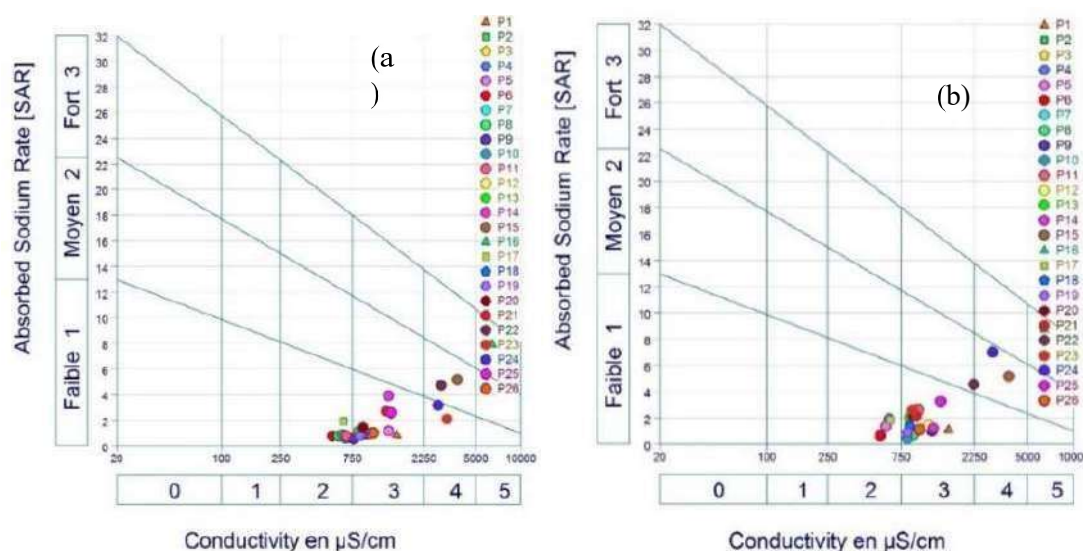 (a
)
Absorbed Sodium Rate [SAR]
Fort 3
Moyen 2
Faible 1
32
30
28
26
24
22
20
18
16
14
12
10
8
6
4
2
0
20
100
250
750
2250
5000
10000
0
1
2
3
4
5
Conductivity en µS/cm
P1
P2
P3
P4
P5
P6
P7
P8
P9
P10
P11
P12
P13
P14
P15
P16
P17
P18
P19
P20
P21
P22
P23
P24
P25
P26
(b)
Absorbed Sodium Rate [SAR]
Fort 3
Moyen 2
Faible 1
32
30
28
26
24
22
20
18
16
14
12
10
8
6
4
2
0
20
100
250
750
2250
5000
1000
0
1
2
3
4
5
Conductivity en µS/cm
P1
P2
P3
P4
P5
P6
P7
P8
P9
P10
P11
P12
P13
P14
P15
P16
P17
P18
P19
P20
P21
P22
P23
P24
P25
P26